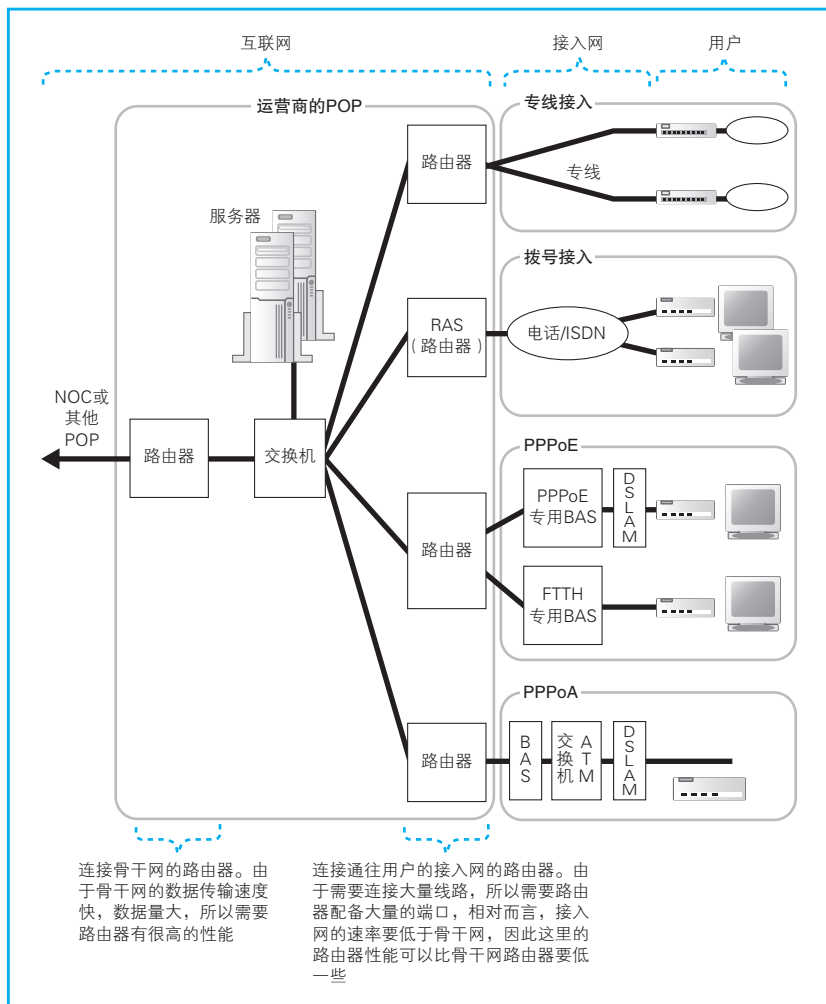 互联网
接入网
用户
运营商的POP
专线接入
路由器
专线
服务器
拨号接入
RAS
（路由器）
电话/ISDN
NOC或
其他
POP
路由器
交换机
PPPoE
路由器
PPPoE
专用BAS
DSLAM
FTTH
专用BAS
PPPoA
路由器
BAS
ATM
交换机
DSLAM
连接骨干网的路由器。由
于骨干网的数据传输速度
快，数据量大，所以需要
路由器有很高的性能
连接通往用户的接入网的路由器。由
于需要连接大量线路，所以需要路由
器配备大量的端口，相对而言，接入
网的速率要低于骨干网，因此这里的
路由器性能可以比骨干网路由器要低
一些